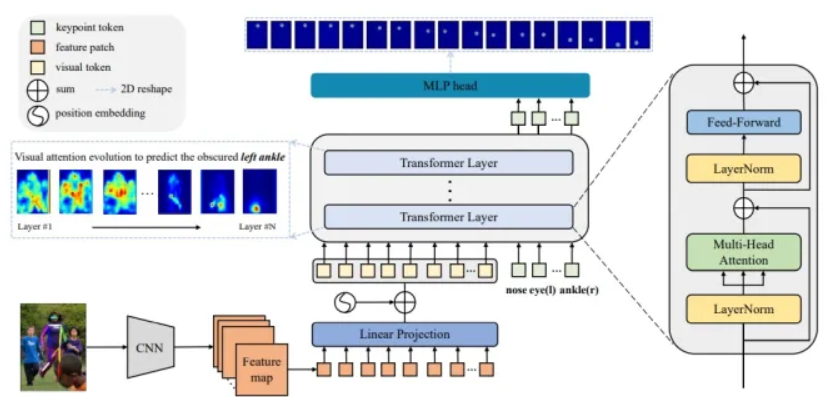 keypoint token
feature patch
visual token
sum
2D reshape
position embedding
MLP head
Visual attention evolution to predict the obscured left ankle
...
Layer #1
Layer #N
Transformer Layer
Transformer Layer
...
...
nose eye(l) ankle(r)
Linear Projection
CNN
Feature
map
...
Feed-Forward
LayerNorm
Multi-Head
Attention
LayerNorm